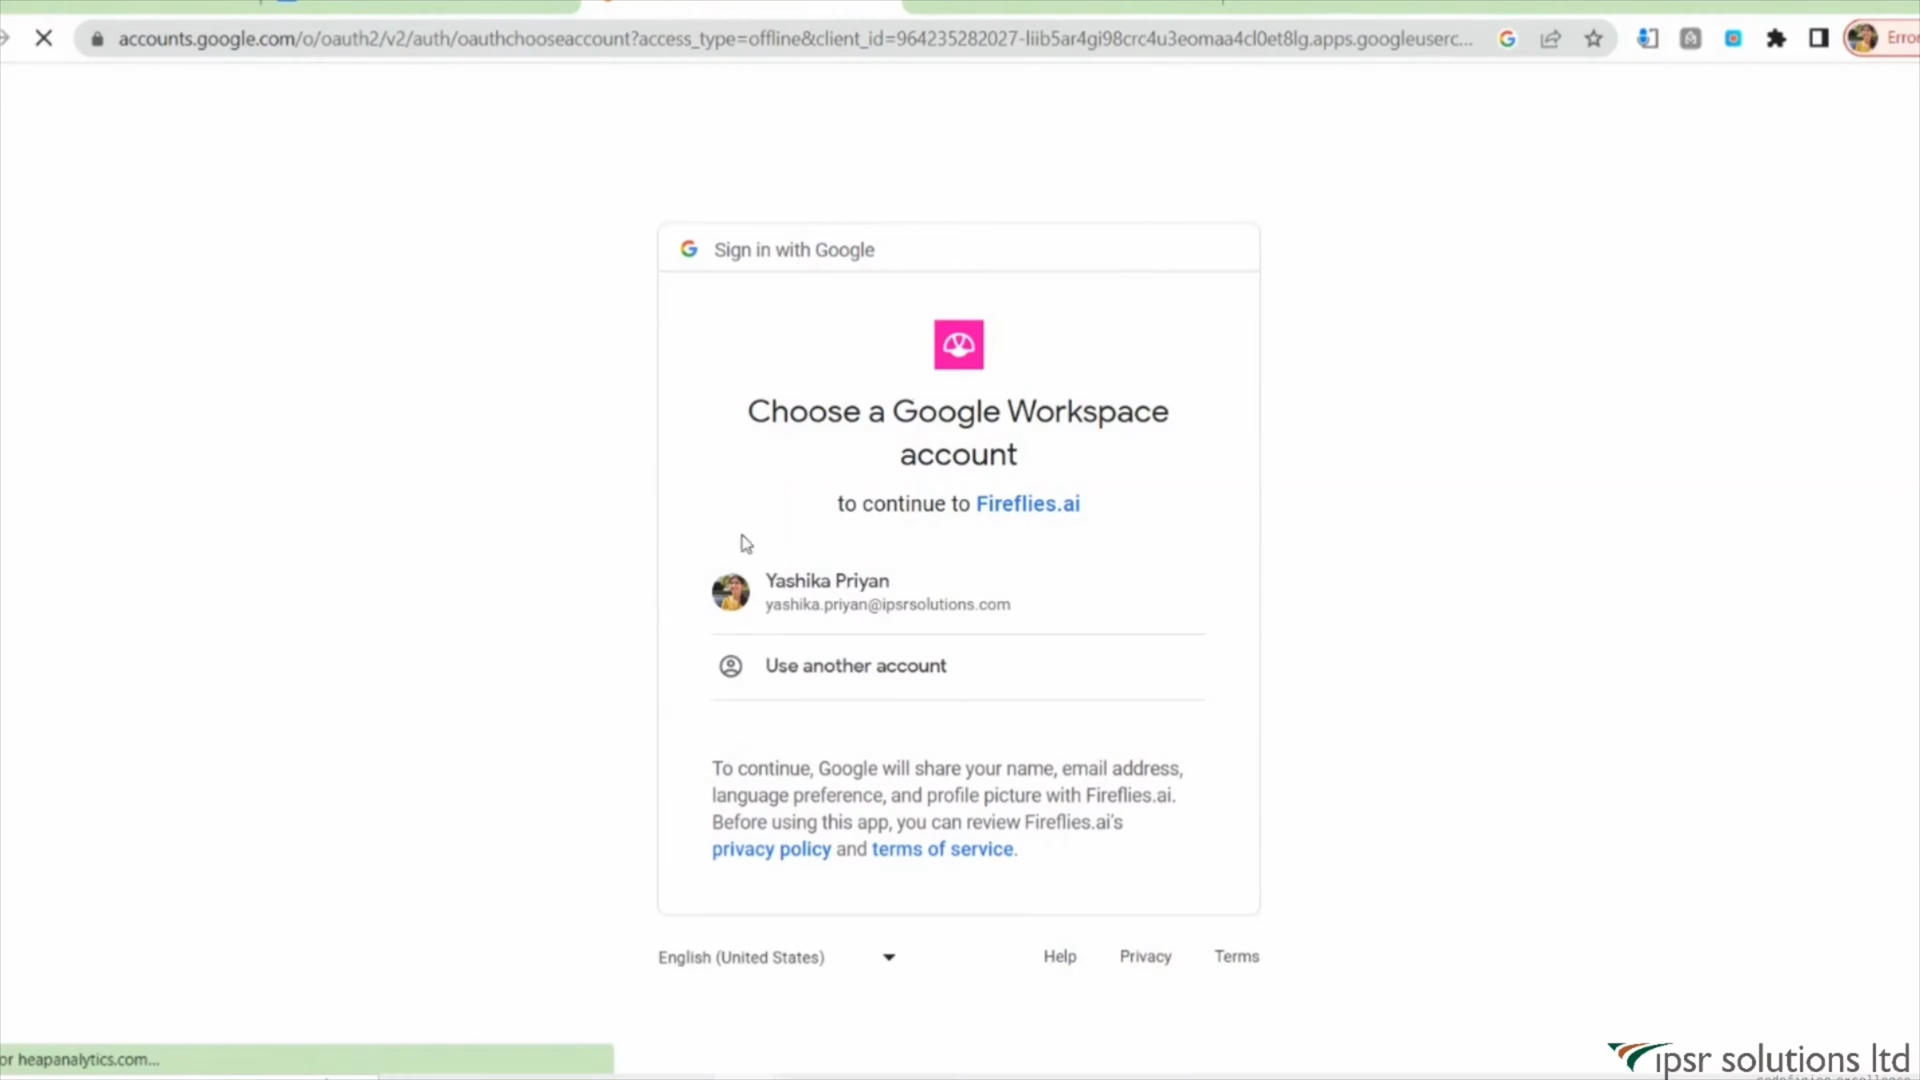 accounts.google.com/o/oauth2/v2/auth/oauthchooseaccount?access_type=offline&client_id=964235282027-liib5ar4gi98crc4u3eomaa4cl0et8lg.apps.googleuserc...
Error
Sign in with Google
Choose a Google Workspace
account
to continue to Fireflies.ai
Yashika Priyan
yashika.priyan@ipsrsolutions.com
Use another account
To continue, Google will share your name, email address,
language preference, and profile picture with Fireflies.ai.
Before using this app, you can review Fireflies.ai's
privacy policy and terms of service.
English (United States)
Help
Privacy
Terms
or heapanalytics.com...
ipsr solutions ltd